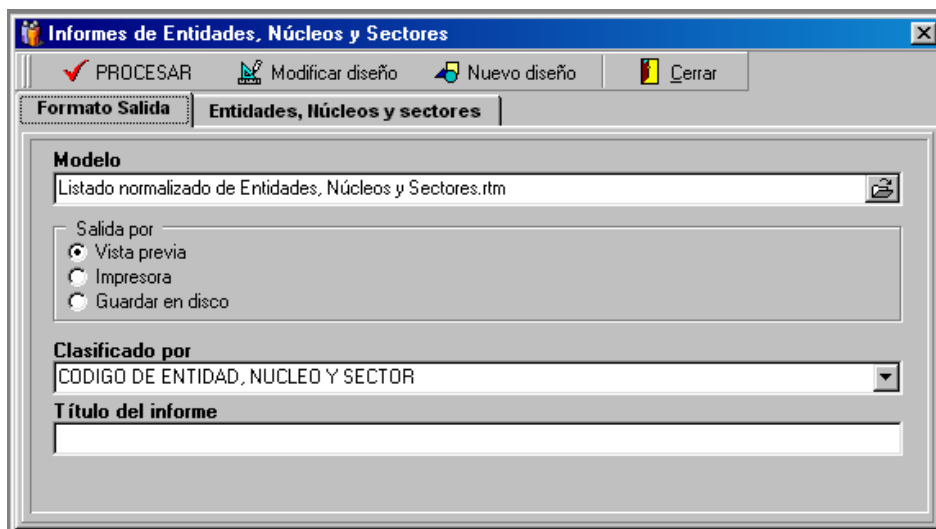 Informes de Entidades, Núcleos y Sectores
PROCESAR Modificar diseño Nuevo diseño Cerrar
Formato Salida Entidades, Núcleos y sectores
Modelo
Listado normalizado de Entidades, Núcleos y Sectores.rtm
Salida por
Vista previa
Impresora
Guardar en disco
Clasificado por
CODIGO DE ENTIDAD, NUCLEO Y SECTOR
Título del informe